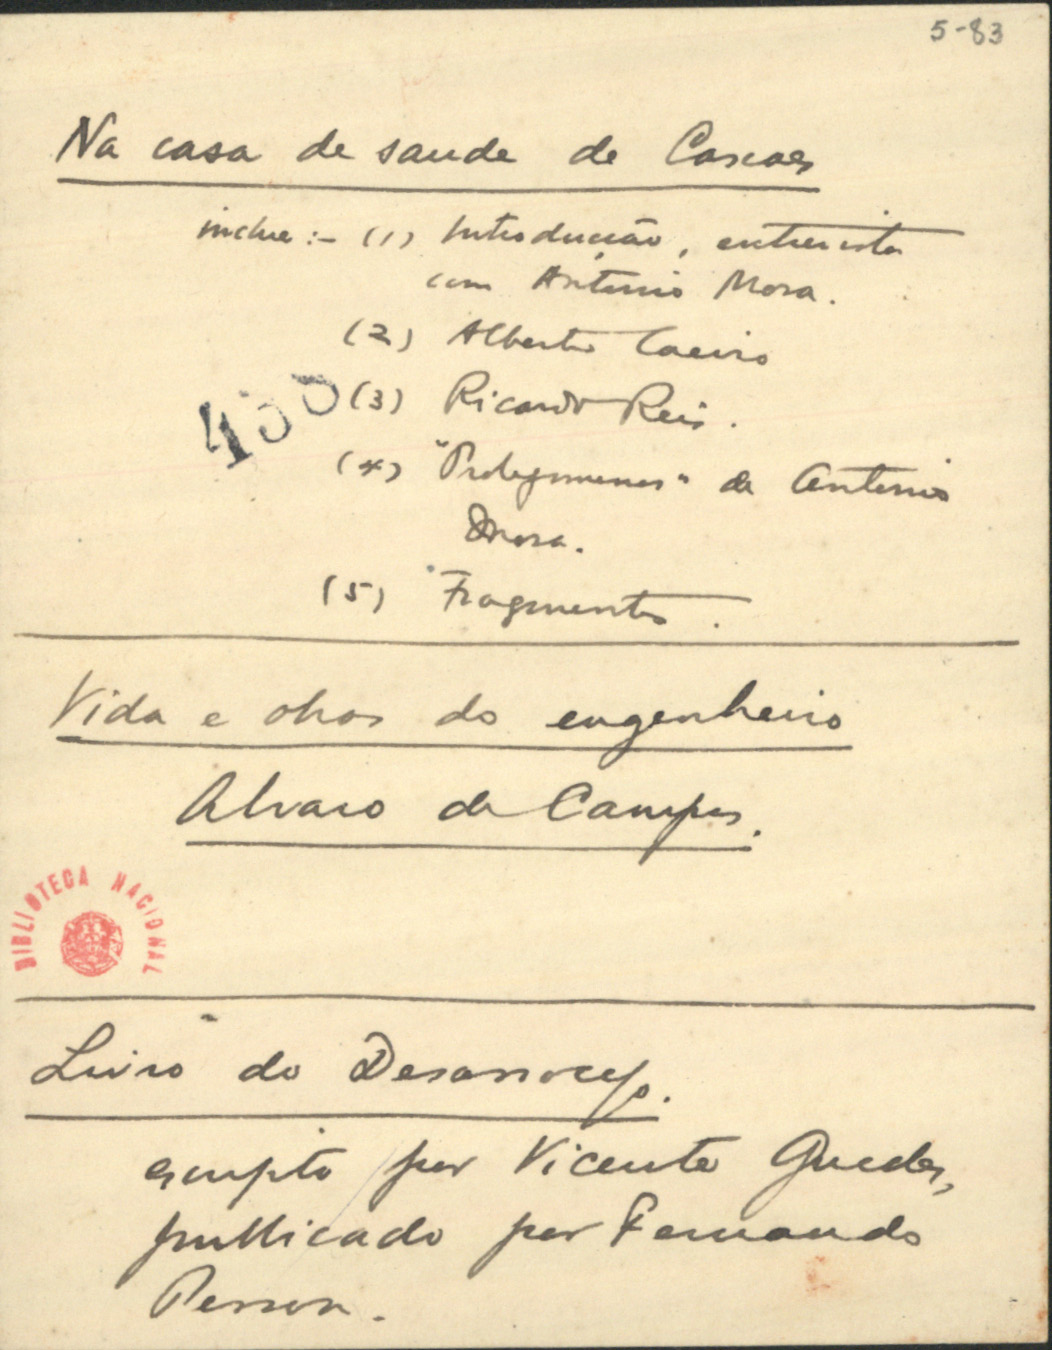 5-83
Na casa de saude de Cascaes
inclue:- (1) Introducção, entrevista
com Antonio Mora.
(2) Alberto Caeiro
(3) Ricardo Reis.
(4) "Prolegomenos" de Antonio
Mora.
(5) Fragmentos.
Vida e obras do engenheiro
Alvaro de Campos.
BIBLIOTECA NACIONAL
Livro do Desasocego.
escripto por Vicente Guedes,
publicado por Fernando
Pessoa.